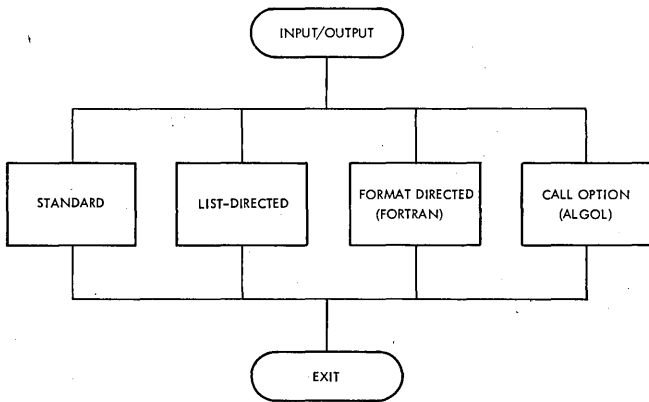 INPUT/OUTPUT
STANDARD
LIST-DIRECTED
FORMAT DIRECTED
(FORTRAN)
CALL OPTION
(ALGOL)
EXIT